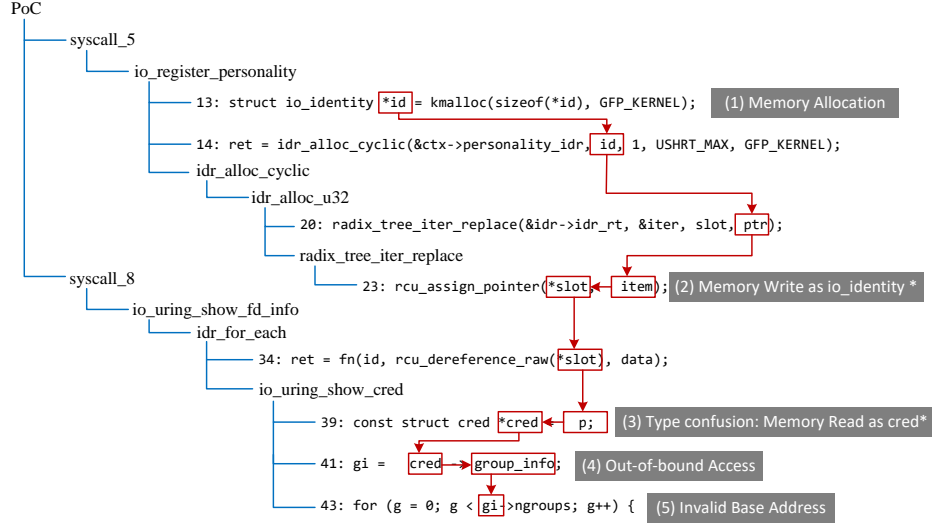 PoC
syscall_5
io_register_personality
13: struct io_identity *id = kmalloc(sizeof(*id), GFP_KERNEL); (1) Memory Allocation
14: ret = idr_alloc_cyclic(&ctx->personality_idr, id, 1, USHRT_MAX, GFP_KERNEL);
idr_alloc_cyclic
idr_alloc_u32
20: radix_tree_iter_replace(&idr->idr_rt, &iter, slot, ptr);
radix_tree_iter_replace
syscall_8
23: rcu_assign_pointer(*slot, item); (2) Memory Write as io_identity *
io_uring_show_fd_info
idr_for_each
34: ret = fn(id, rcu_dereference_raw(*slot), data);
io_uring_show_cred
39: const struct cred *cred = p; (3) Type confusion: Memory Read as cred*
41: gi = cred -> group_info; (4) Out-of-bound Access
43: for (g = 0; g < gi->ngroups; g++) { (5) Invalid Base Address